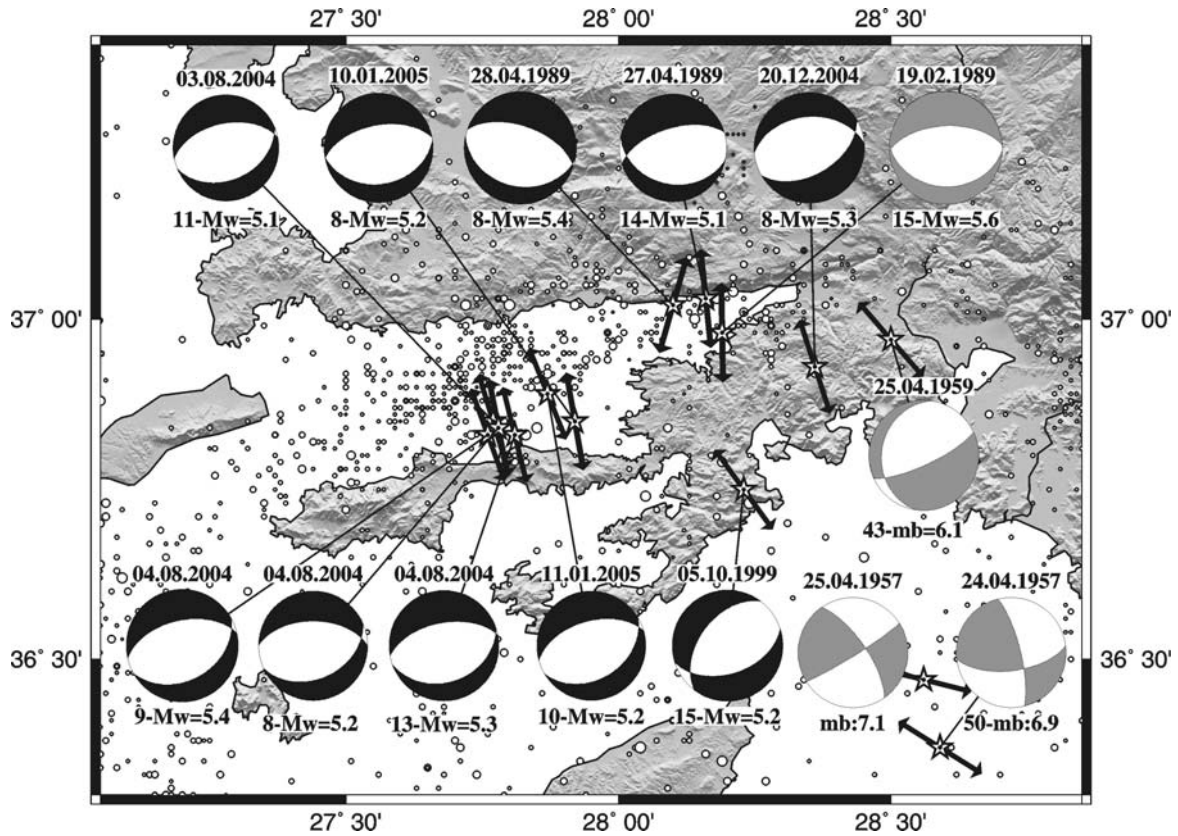 27˚ 30' 28˚ 00' 28˚ 30'
03.08.2004 10.01.2005 28.04.1989 27.04.1989 20.12.2004 19.02.1989
11-Mw=5.1 8-Mw=5.2 8-Mw=5.4 14-Mw=5.1 8-Mw=5.3 15-Mw=5.6
37˚ 00' 37˚ 00'
25.04.1959
43-mb=6.1
04.08.2004 04.08.2004 04.08.2004 11.01.2005 05.10.1999 25.04.1957 24.04.1957
36˚ 30' 36˚ 30'
9-Mw=5.4 8-Mw=5.2 13-Mw=5.3 10-Mw=5.2 15-Mw=5.2 mb:7.1 50-mb:6.9
27˚ 30' 28˚ 00' 28˚ 30'